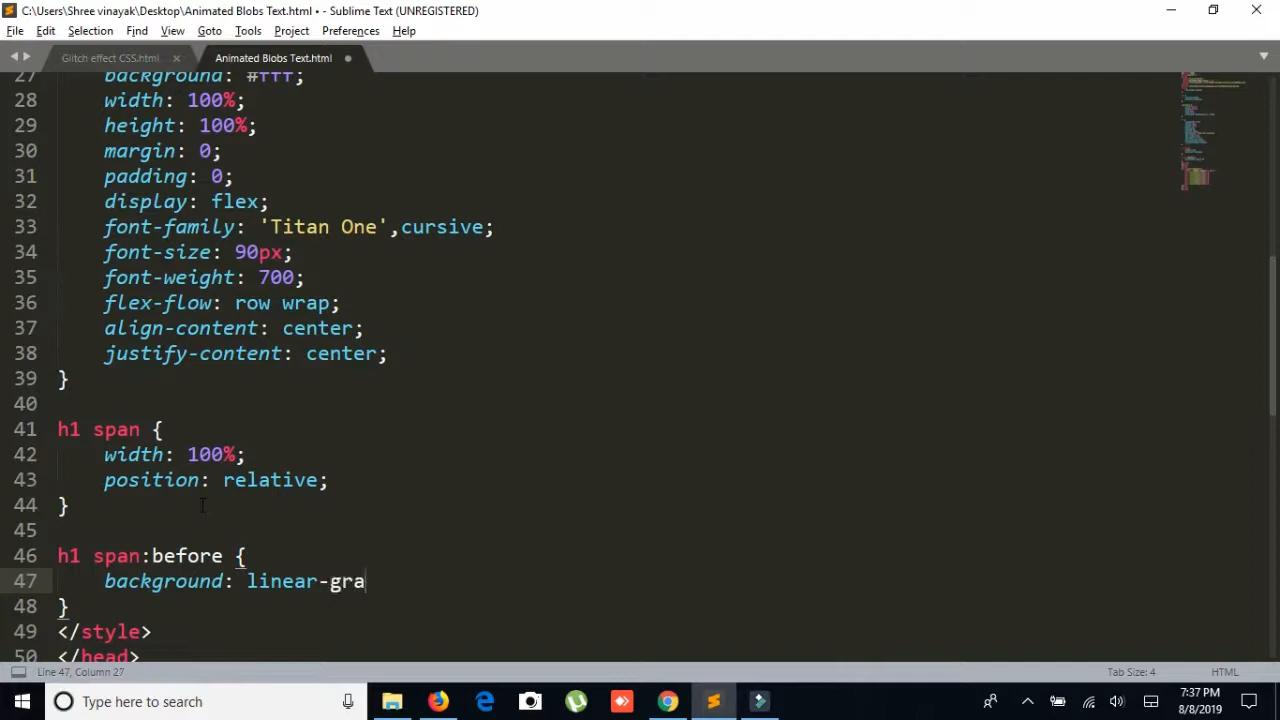 C:\Users\Shree vinayak\Desktop\Animated Blobs Text.html • - Sublime Text (UNREGISTERED)
File Edit Selection Find View Goto Tools Project Preferences Help
Glitch effect CSS.html Animated Blobs Text.html
27 background: #fff;
28 width: 100%;
29 height: 100%;
30 margin: 0;
31 padding: 0;
32 display: flex;
33 font-family: 'Titan One',cursive;
34 font-size: 90px;
35 font-weight: 700;
36 flex-flow: row wrap;
37 align-content: center;
38 justify-content: center;
39 }
40
41 h1 span {
42 width: 100%;
43 position: relative;
44 }
45
46 h1 span:before {
47 background: linear-gra
48 }
49 </style>
50 </head>
Line 47, Column 27 Tab Size: 4 HTML
Type here to search
7:37 PM
8/8/2019